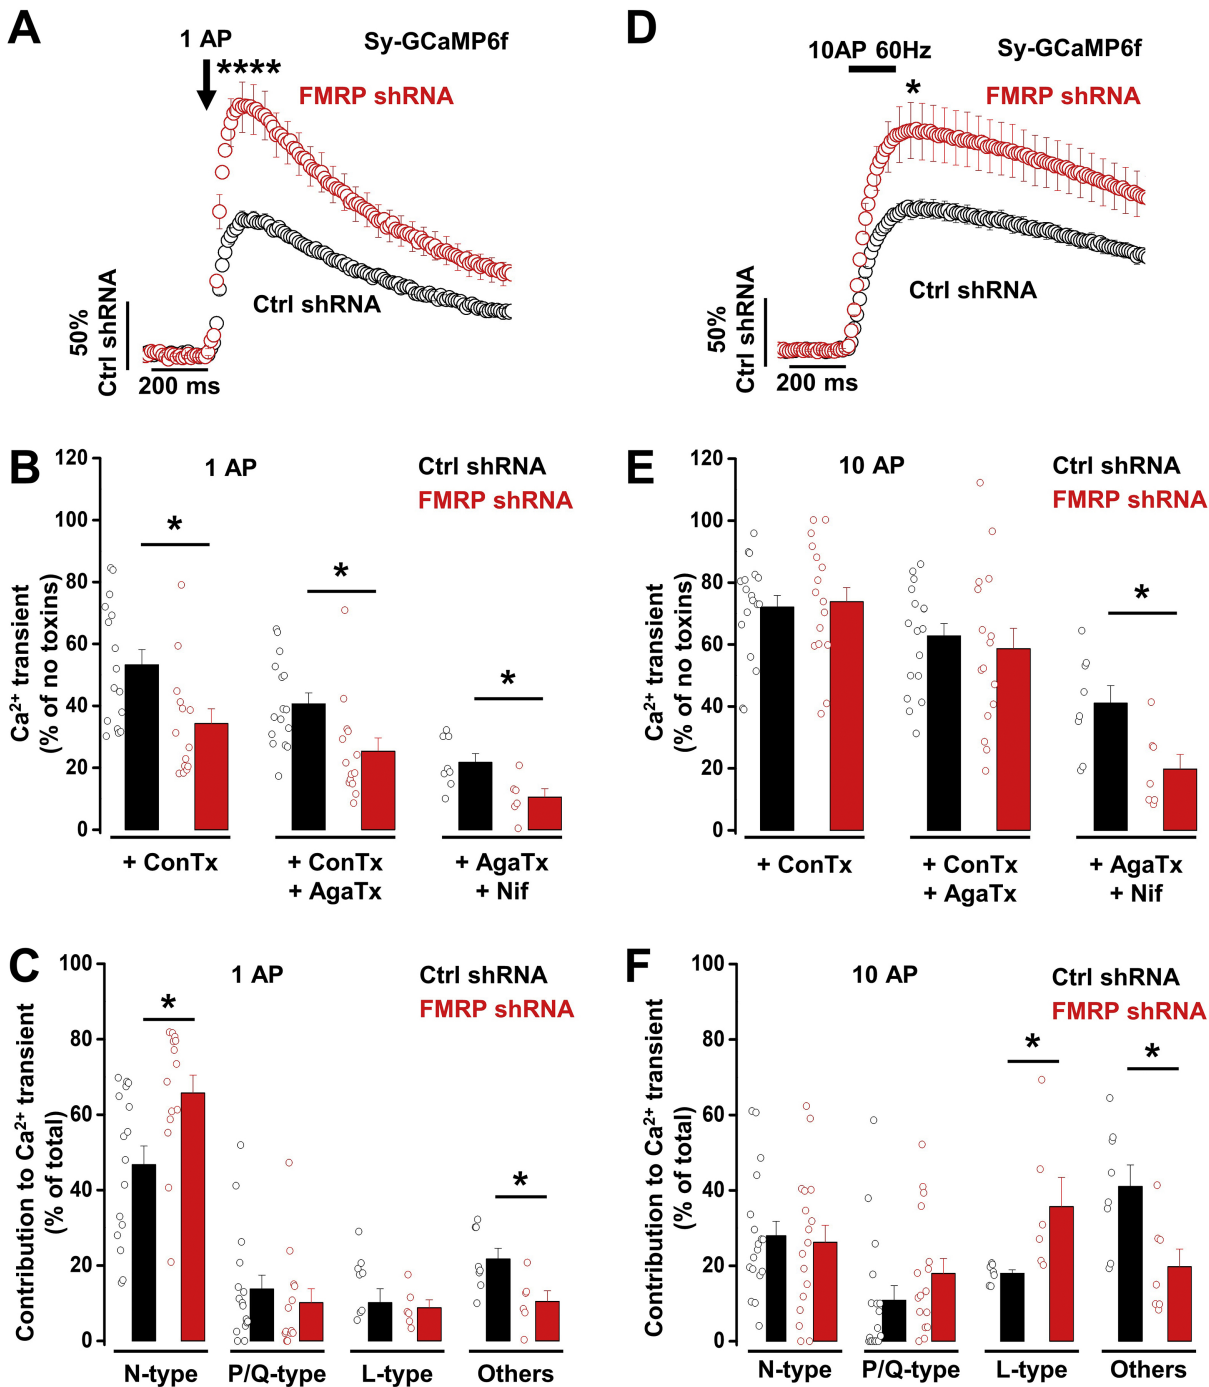 A
1 AP
Sy-GCaMP6f
****
FMRP shRNA
Ctrl shRNA
50%
Ctrl shRNA
200 ms
D
10AP 60Hz
Sy-GCaMP6f
*
FMRP shRNA
Ctrl shRNA
50%
Ctrl shRNA
200 ms
B
1 AP
Ctrl shRNA
FMRP shRNA
Ca²⁺ transient
(% of no toxins)
120
100
80
60
40
20
0
*
*
*
+ ConTx
+ ConTx
+ AgaTx
+ AgaTx
+ Nif
E
10 AP
Ctrl shRNA
FMRP shRNA
Ca²⁺ transient
(% of no toxins)
120
100
80
60
40
20
0
*
+ ConTx
+ ConTx
+ AgaTx
+ AgaTx
+ Nif
C
1 AP
Ctrl shRNA
FMRP shRNA
Contribution to Ca²⁺ transient
(% of total)
100
80
60
40
20
0
*
*
N-type
P/Q-type
L-type
Others
F
10 AP
Ctrl shRNA
FMRP shRNA
Contribution to Ca²⁺ transient
(% of total)
100
80
60
40
20
0
*
*
N-type
P/Q-type
L-type
Others